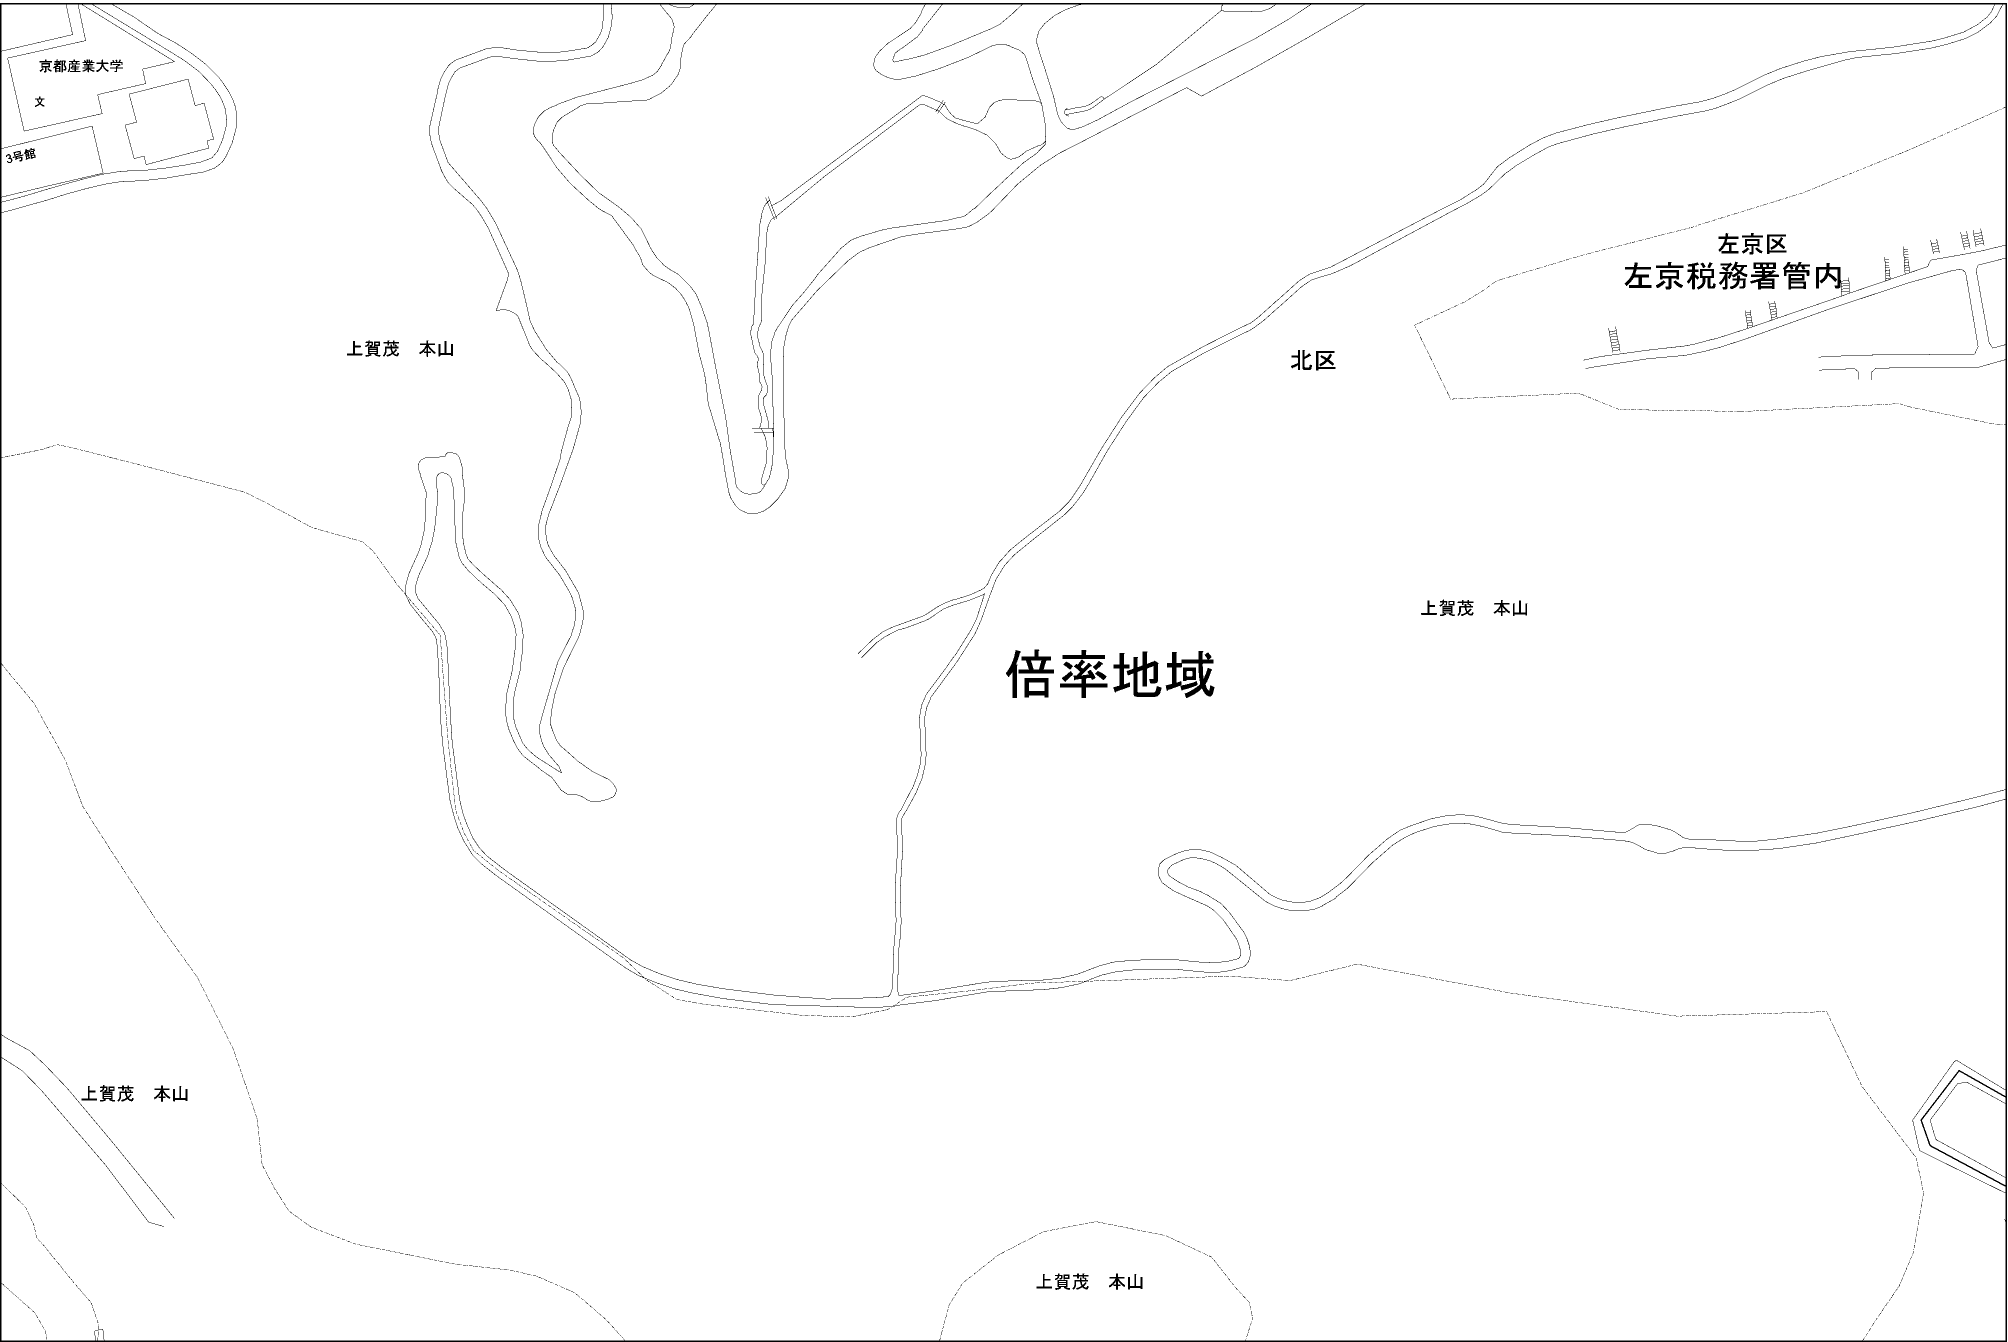 京都産業大学
文
3号館
左京区
左京税務署管内
上賀茂　本山
北区
上賀茂　本山
倍率地域
上賀茂　本山
上賀茂　本山